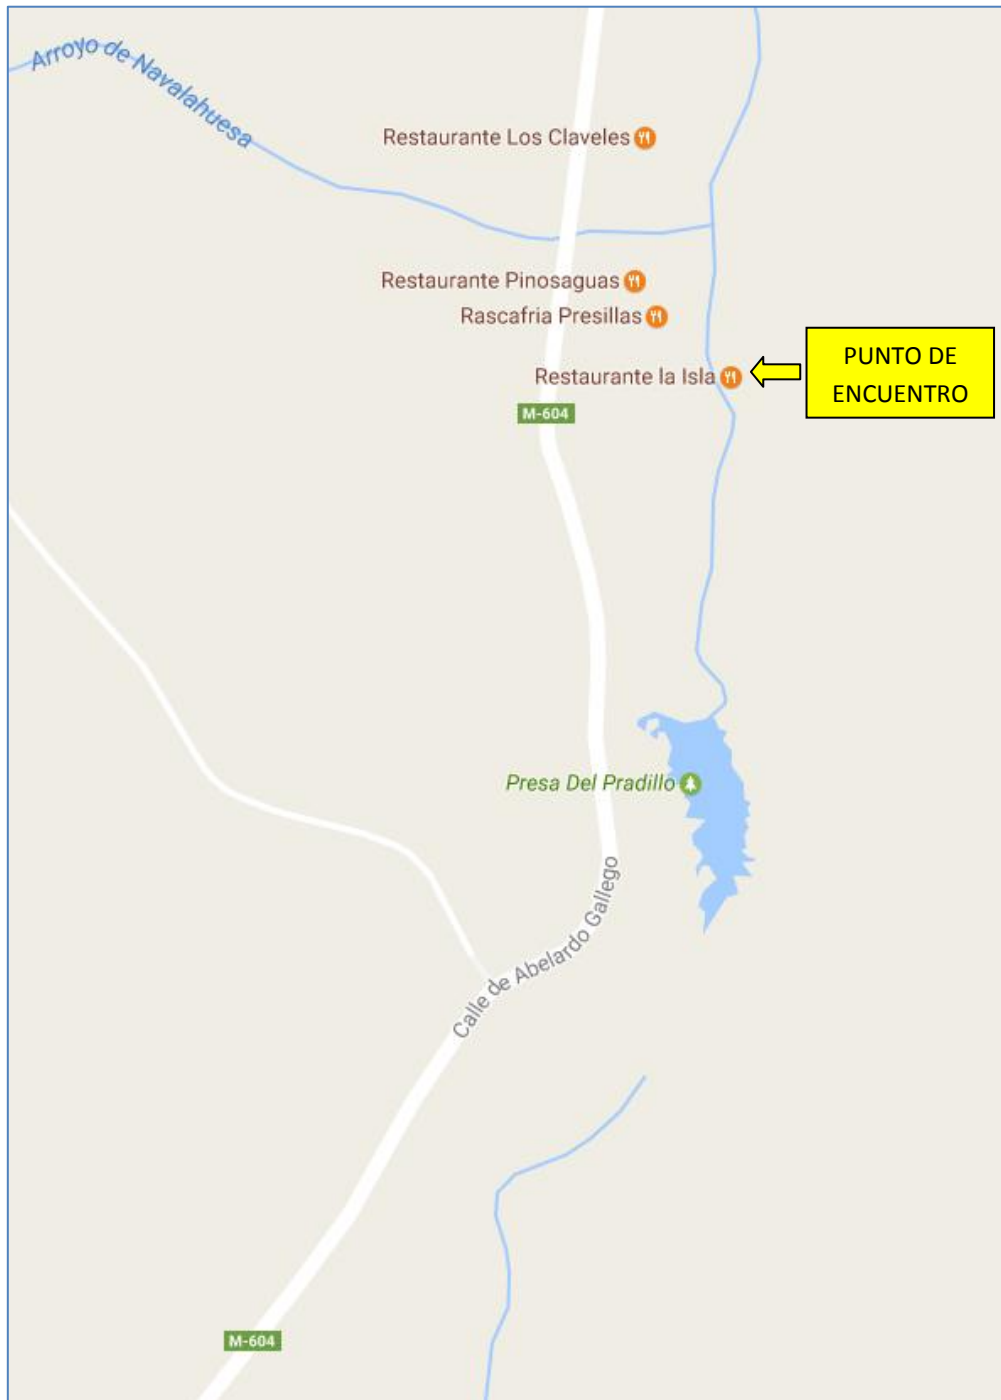 Arroyo de Navalahuesa
Restaurante Los Claveles
Restaurante Pinosaguas
Rascafria Presillas
Restaurante la Isla
PUNTO DE
ENCUENTRO
M-604
Presa Del Pradillo
Calle de Abelardo Gallego
M-604